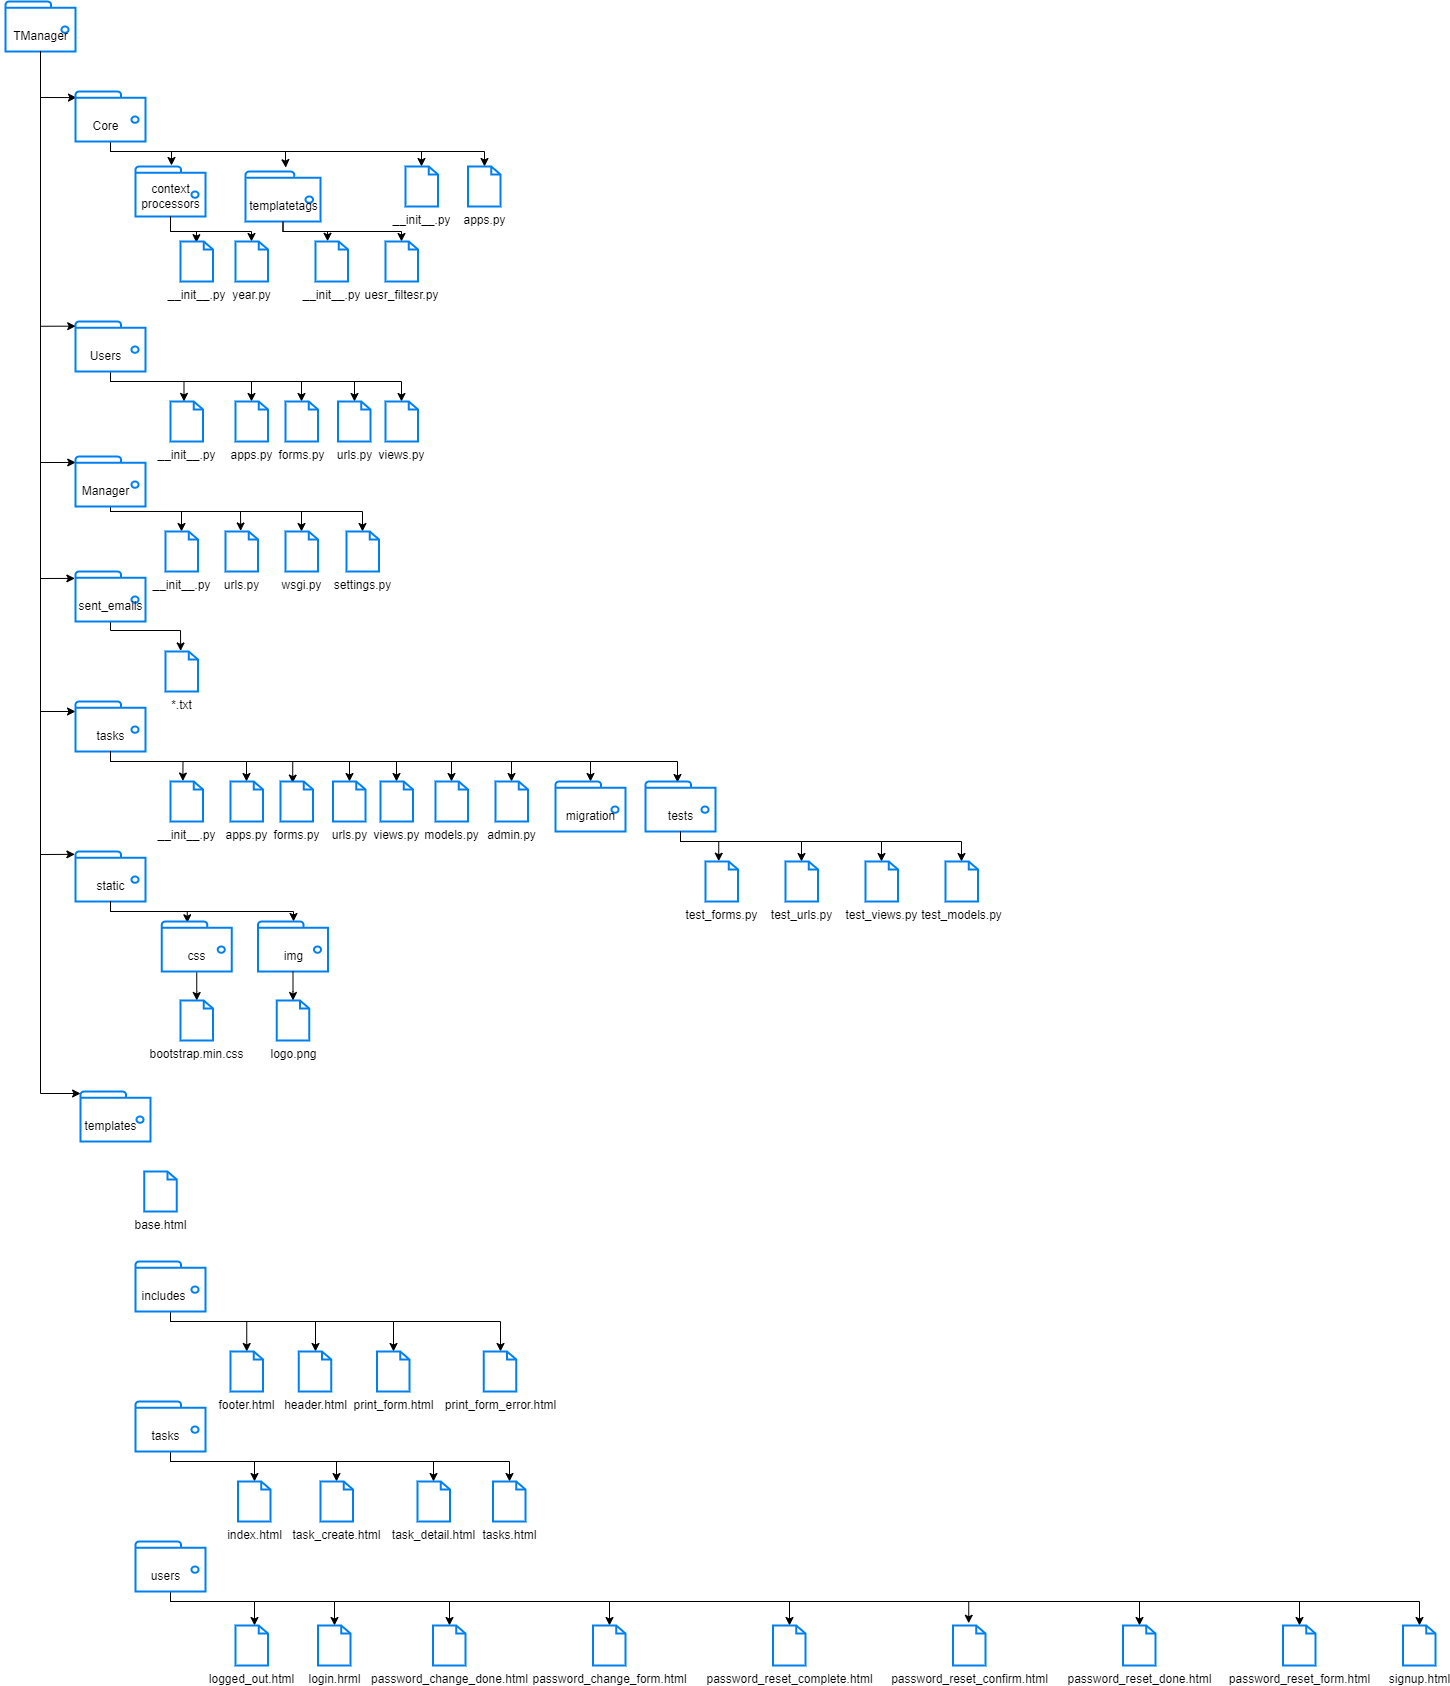 TManager
Core
context
processors
templatetags
__init__.py
apps.py
__init__.py
year.py
__init__.py
uesr_filtesr.py
Users
__init__.py
apps.py
forms.py
urls.py
views.py
Manager
__init__.py
urls.py
wsgi.py
settings.py
sent_emails
*.txt
tasks
__init__.py
apps.py
forms.py
urls.py
views.py
models.py
admin.py
migration
tests
test_forms.py
test_urls.py
test_views.py
test_models.py
static
css
img
bootstrap.min.css
logo.png
templates
base.html
includes
footer.html
header.html
print_form.html
print_form_error.html
tasks
index.html
task_create.html
task_detail.html
tasks.html
users
logged_out.html
login.hrml
password_change_done.html
password_change_form.html
password_reset_complete.html
password_reset_confirm.html
password_reset_done.html
password_reset_form.html
signup.html